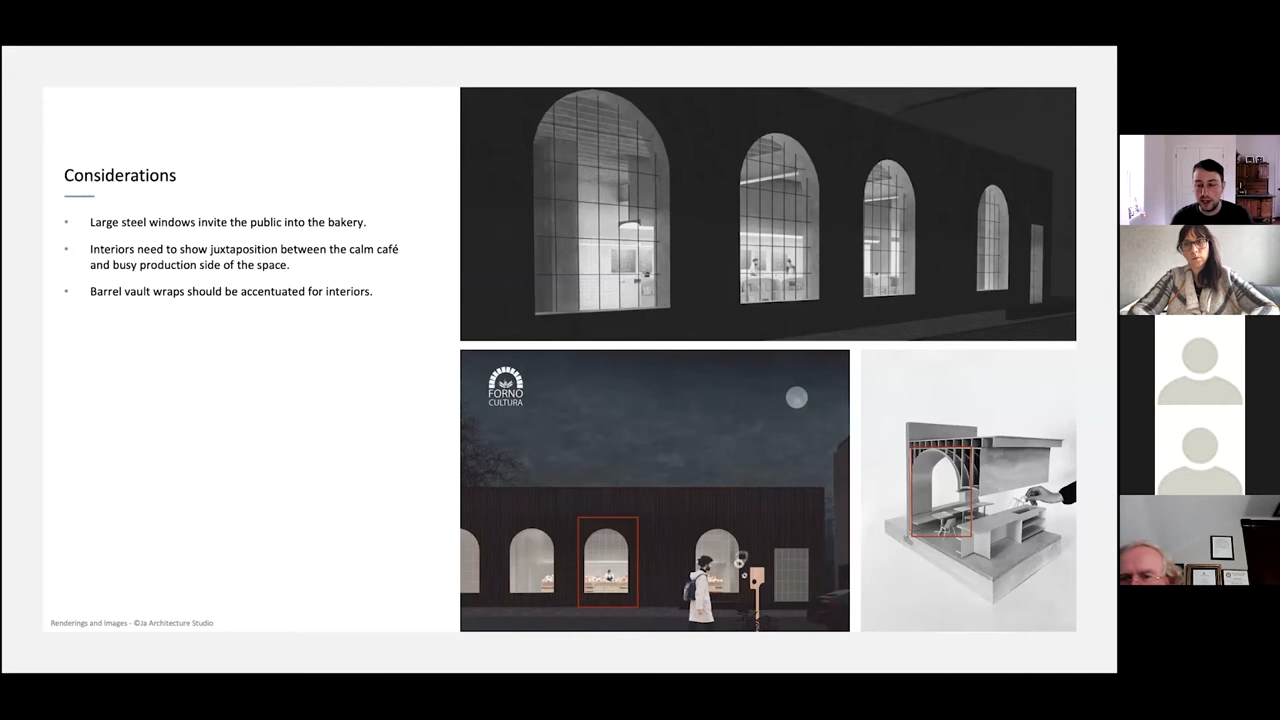 Considerations
• Large steel windows invite the public into the bakery.
• Interiors need to show juxtaposition between the calm café
and busy production side of the space.
• Barrel vault wraps should be accentuated for interiors.
FORNO
CULTURA
Renderings and Images - ©Ja Architecture Studio